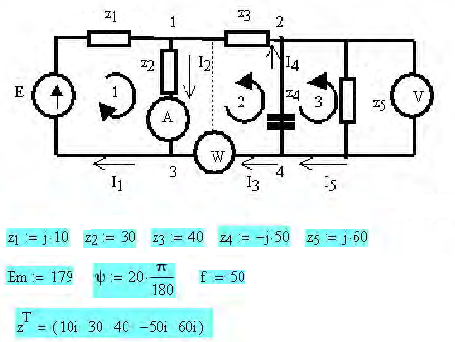 z1 1 z3 2
z2 I2 I4
E 1 A 2 z4 3 z5 V
W
I1 3 I3 4 -5
z1 := j·10 z2 := 30 z3 := 40 z4 := -j·50 z5 := j·60
Em := 179 ψ := 20·π/180 f := 50
z^T = (10i 30 40 -50i 60i)